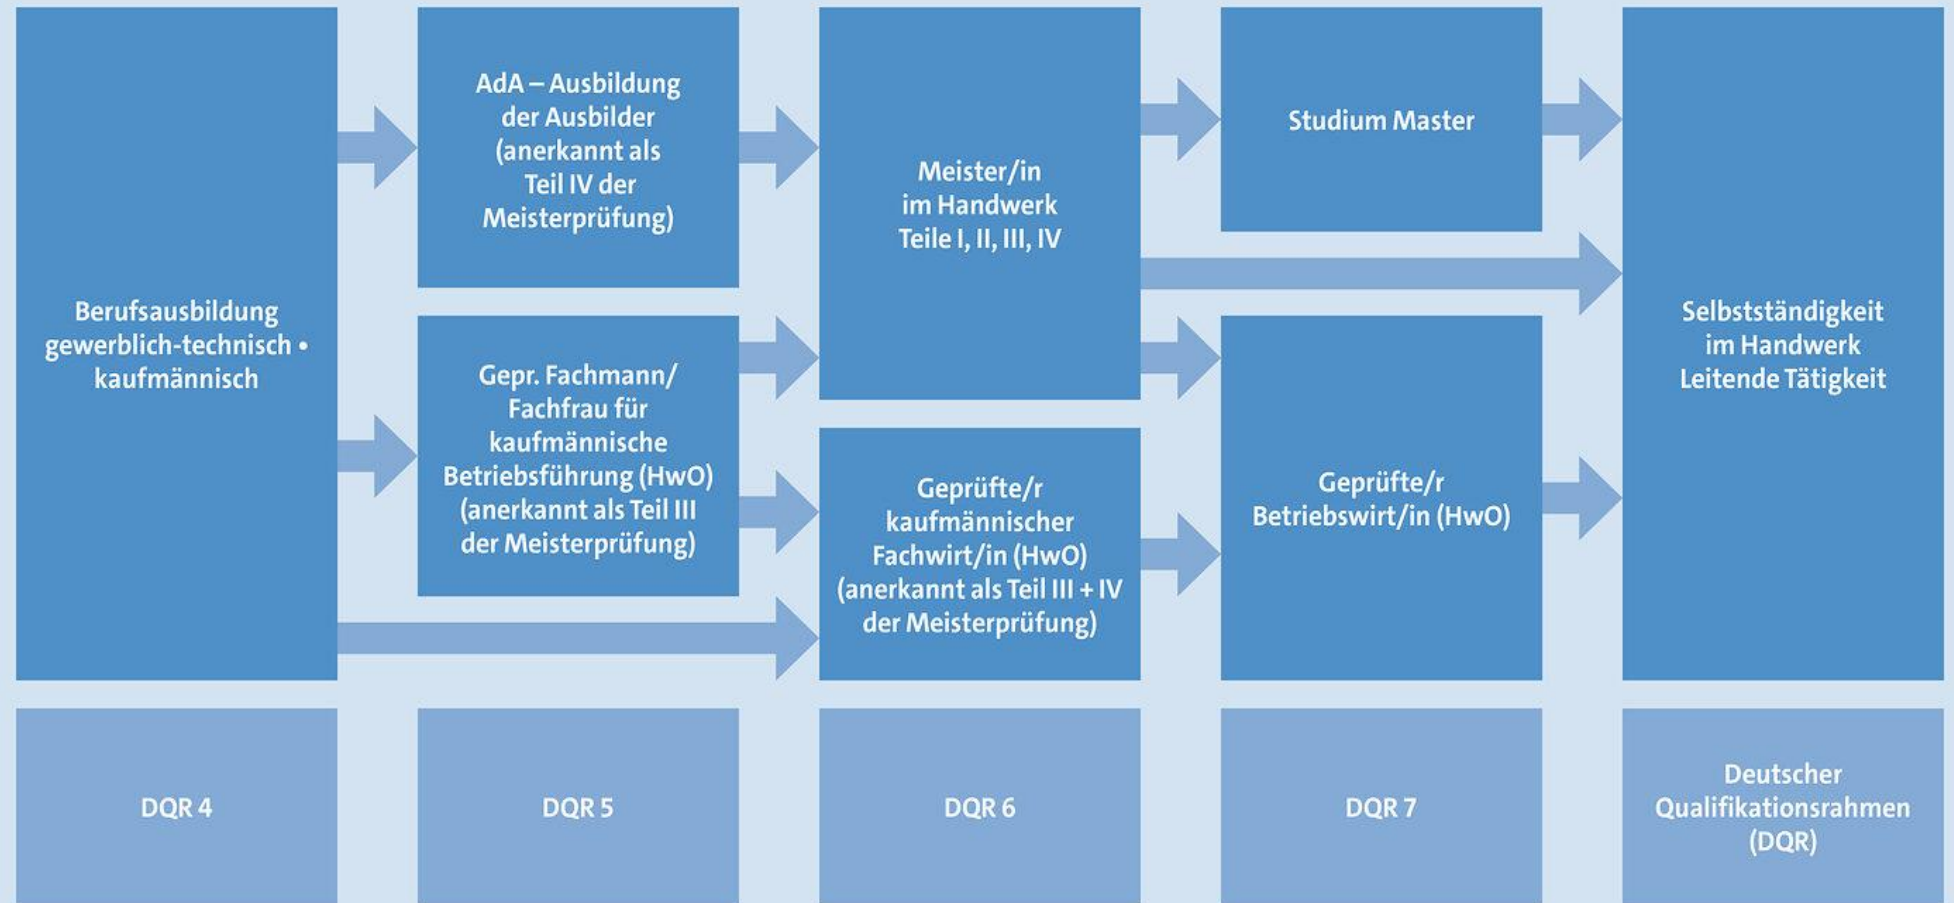 Berufsausbildung
gewerblich-technisch •
kaufmännisch
AdA – Ausbildung
der Ausbilder
(anerkannt als
Teil IV der
Meisterprüfung)
Gepr. Fachmann/
Fachfrau für
kaufmännische
Betriebsführung (HwO)
(anerkannt als Teil III
der Meisterprüfung)
Meister/in
im Handwerk
Teile I, II, III, IV
Geprüfte/r
kaufmännischer
Fachwirt/in (HwO)
(anerkannt als Teil III + IV
der Meisterprüfung)
Studium Master
Geprüfte/r
Betriebswirt/in (HwO)
Selbstständigkeit
im Handwerk
Leitende Tätigkeit
DQR 4
DQR 5
DQR 6
DQR 7
Deutscher
Qualifikationsrahmen
(DQR)